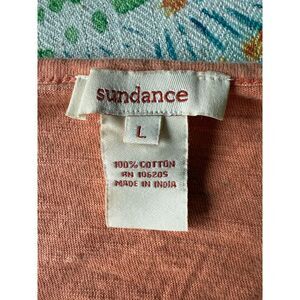 sundance
L
100% COTTON
RN 106205
MADE IN INDIA